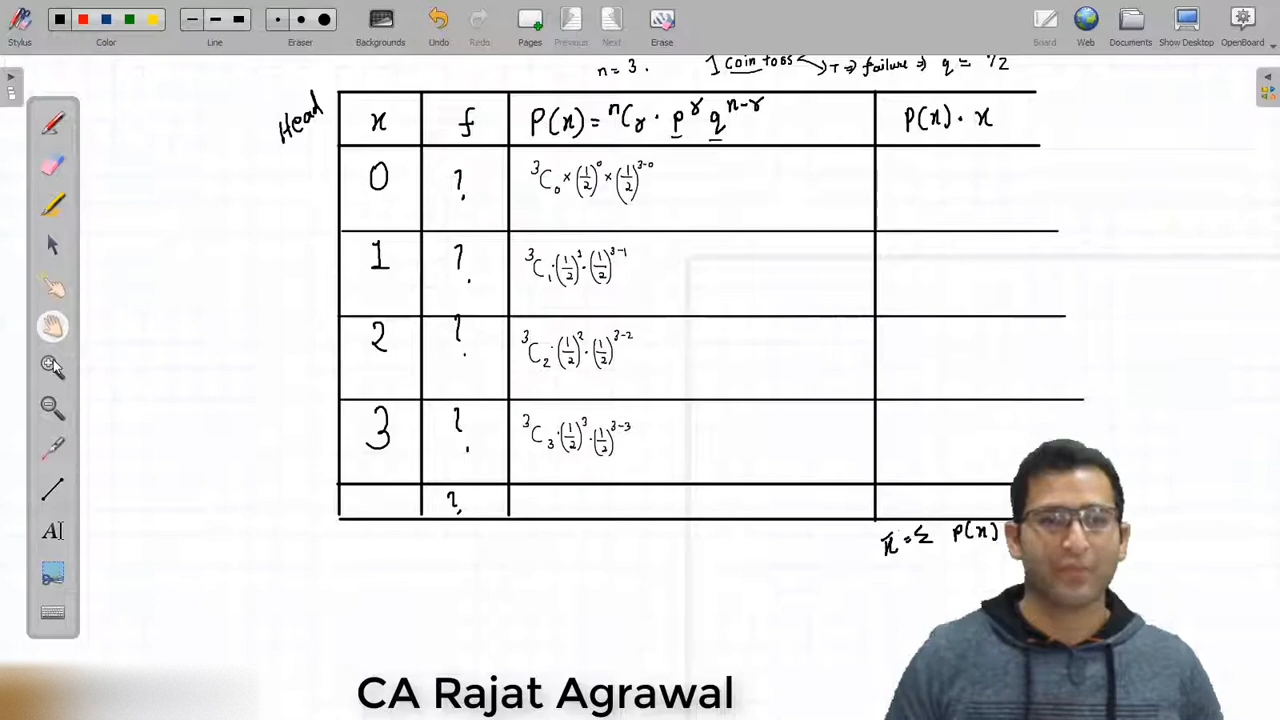 Stylus Color Line Eraser Backgrounds Undo Redo Pages Previous Next Erase Board Web Documents Show Desktop OpenBoard
n = 3 .
1 Coin toss
T ⇒ failure ⇒ q = 1/2
Head
x f P(x) = ⁿCᵣ · pʳ qⁿ⁻ʳ P(x) · x
0 ? ³C₀ × (1/2)⁰ × (1/2)³⁻⁰
1 ? ³C₁ · (1/2)¹ · (1/2)³⁻¹
2 ? ³C₂ · (1/2)² · (1/2)³⁻²
3 ? ³C₃ · (1/2)³ · (1/2)³⁻³
?
x̄ = Σ P(x)
CA Rajat Agrawal